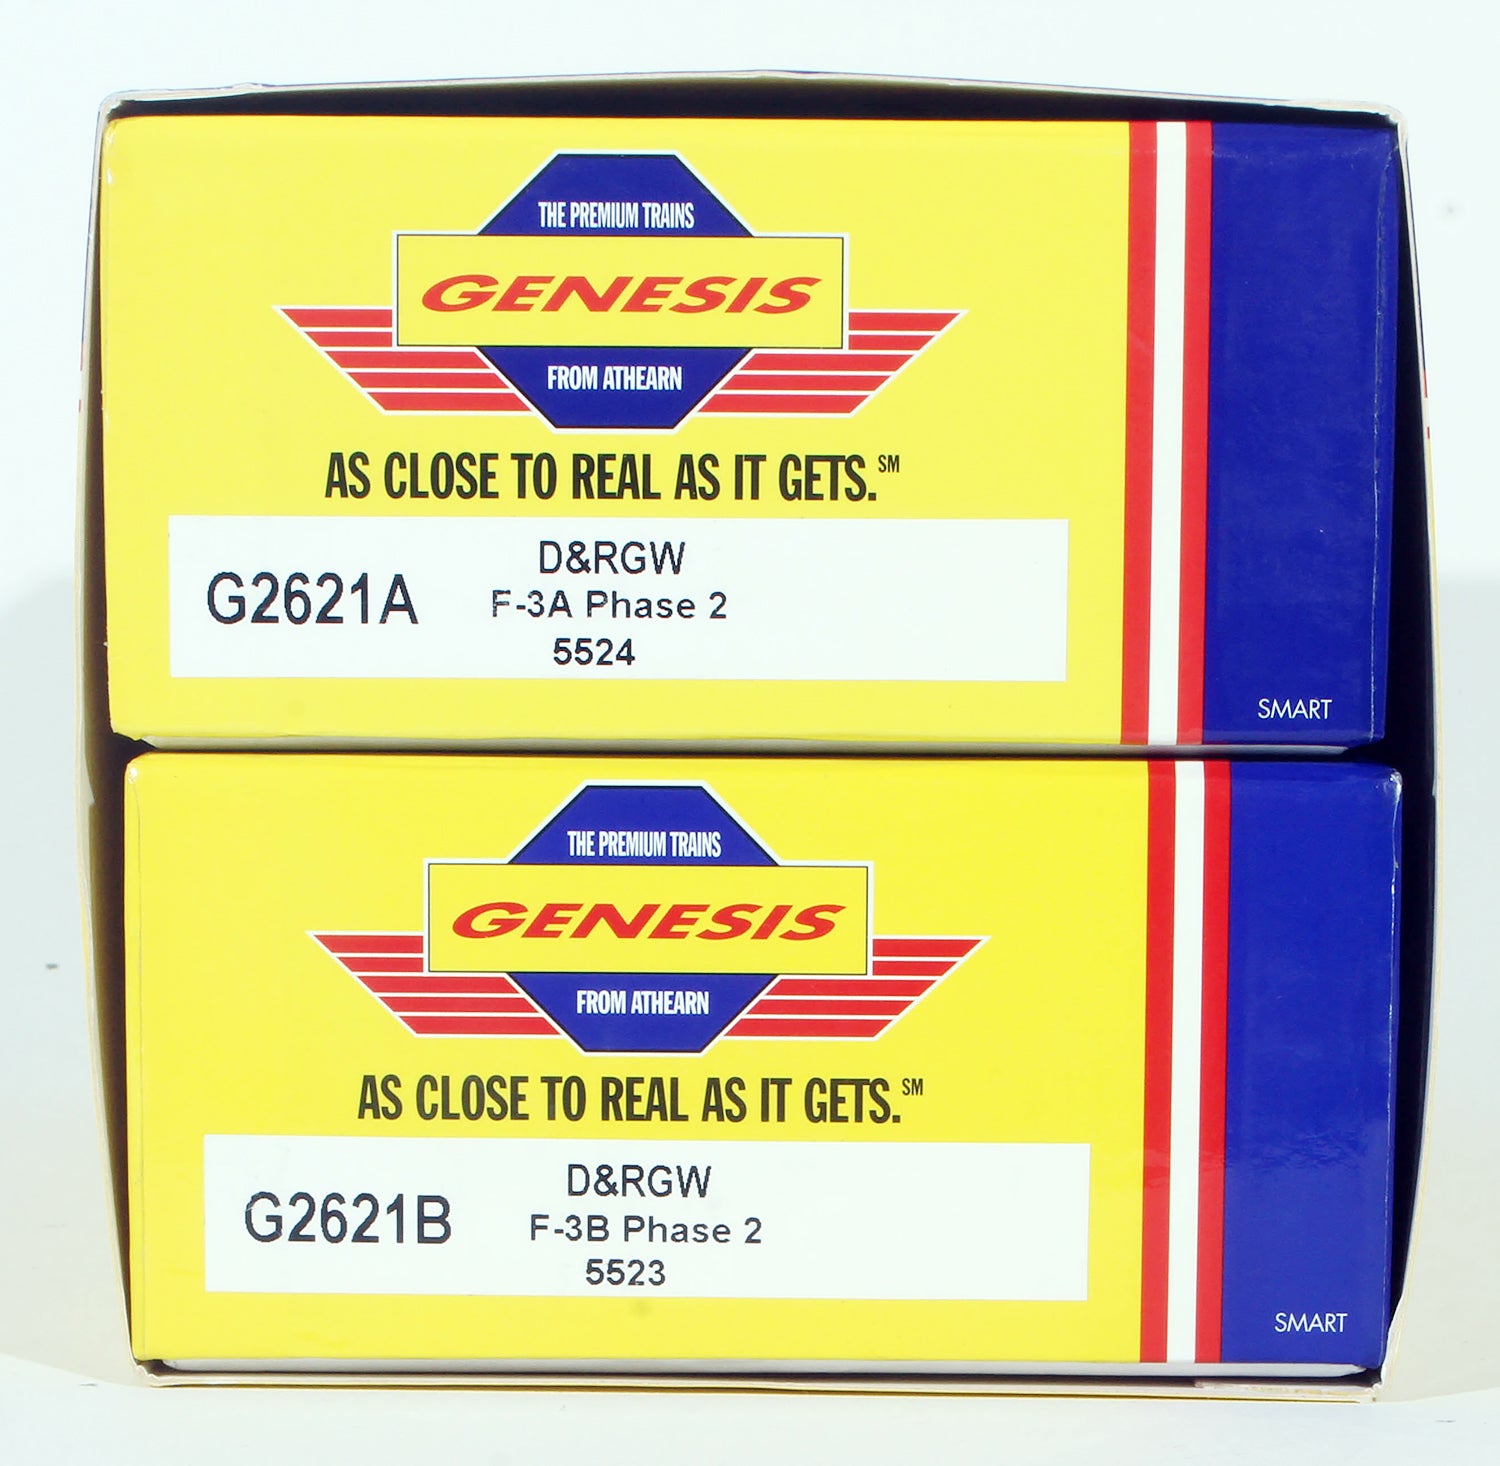 THE PREMIUM TRAINS
GENESIS
FROM ATHEARN
AS CLOSE TO REAL AS IT GETS.℠
G2621A
D&RGW
F-3A Phase 2
5524
SMART
THE PREMIUM TRAINS
GENESIS
FROM ATHEARN
AS CLOSE TO REAL AS IT GETS.℠
G2621B
D&RGW
F-3B Phase 2
5523
SMART